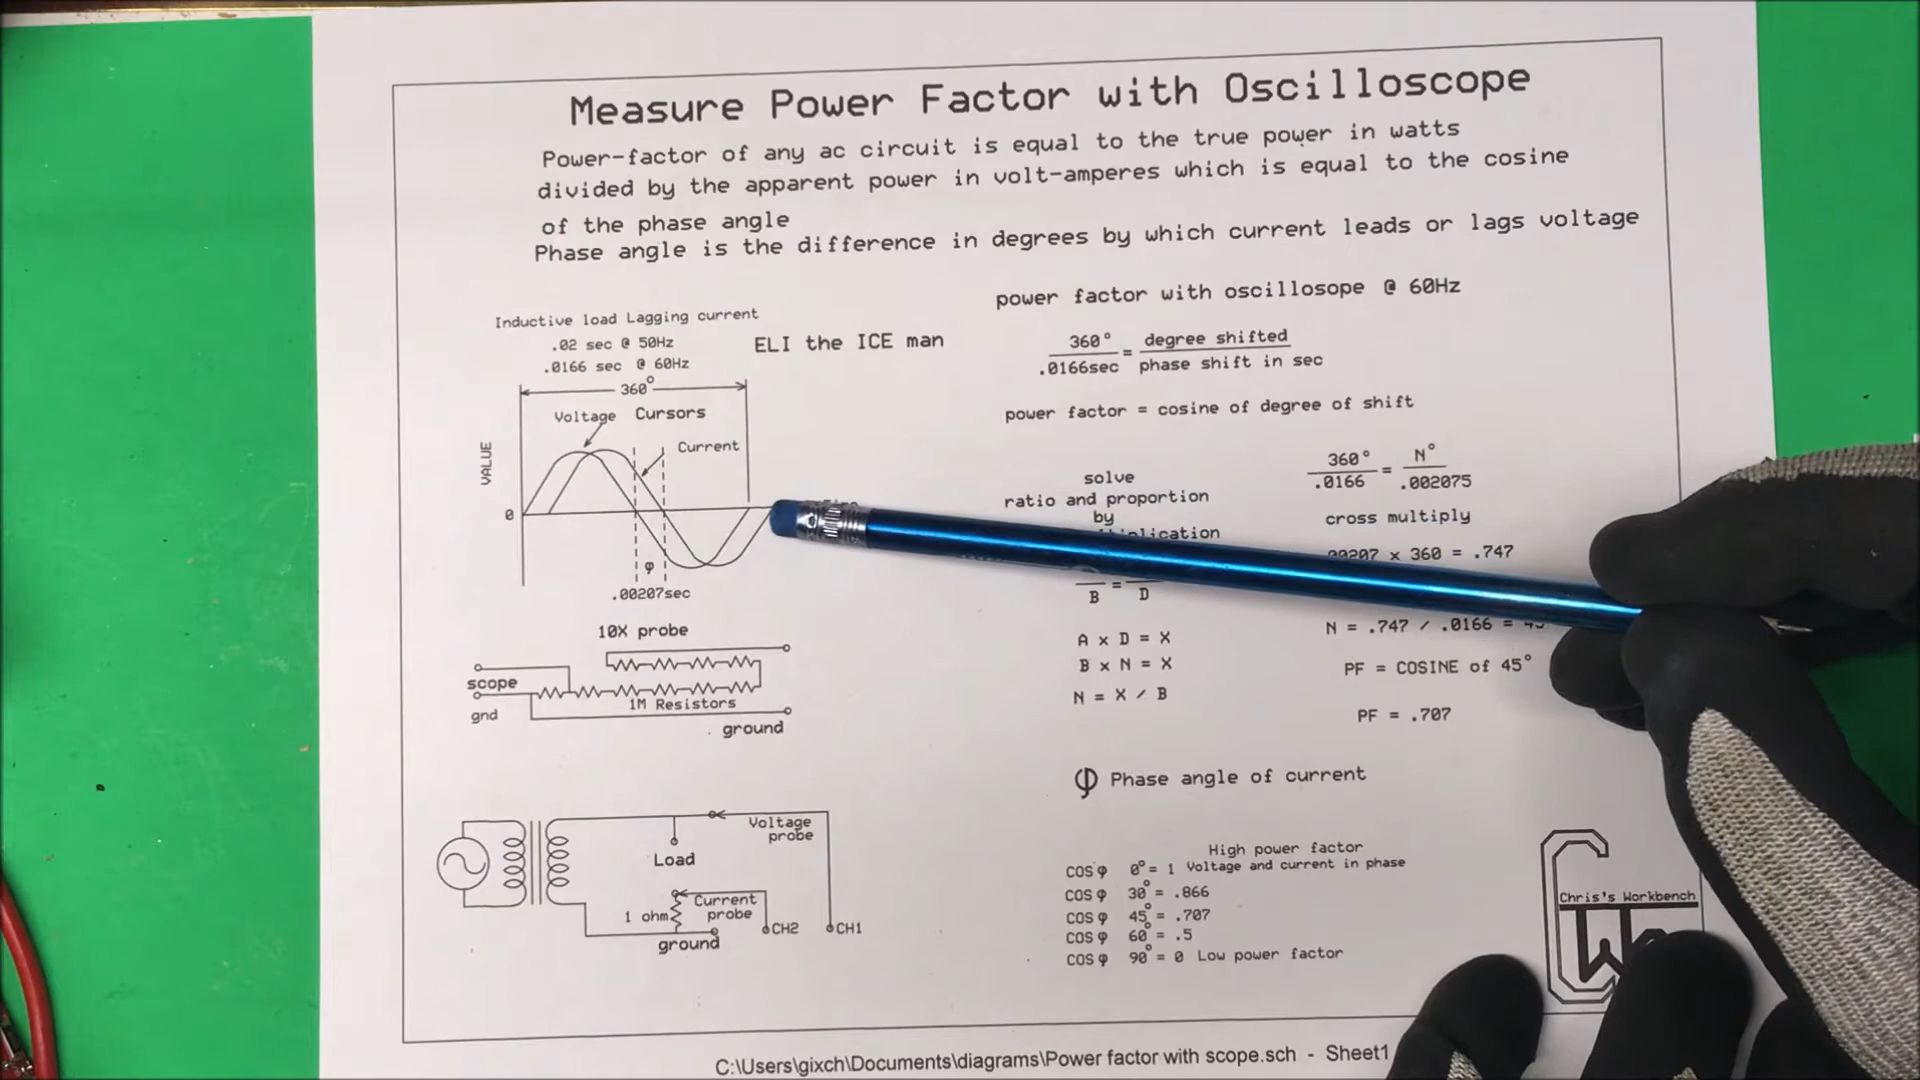 Measure Power Factor with Oscilloscope
Power-factor of any ac circuit is equal to the true power in watts
divided by the apparent power in volt-amperes which is equal to the cosine
of the phase angle
Phase angle is the difference in degrees by which current leads or lags voltage
Inductive load Lagging current
.02 sec @ 50Hz
.0166 sec @ 60Hz
ELI the ICE man
360°
Voltage Cursors
Current
VALUE
0
φ
.00207sec
10X probe
scope
gnd
1M Resistors
ground
Voltage
probe
Load
Current
probe
1 ohm
ground
CH2
CH1
power factor with oscillosope @ 60Hz
360° = degree shifted
.0166sec phase shift in sec
power factor = cosine of degree of shift
solve
ratio and proportion
by
B = D
A x D = X
B x N = X
N = X / B
360° = N°
.0166 .002075
cross multiply
.00207 x 360 = .747
N = .747 / .0166 = 45
PF = COSINE of 45°
PF = .707
φ Phase angle of current
High power factor
COS φ 0° = 1 Voltage and current in phase
COS φ 30° = .866
COS φ 45° = .707
COS φ 60° = .5
COS φ 90° = 0 Low power factor
Chris's Workbench
C:\Users\gixch\Documents\diagrams\Power factor with scope.sch - Sheet1